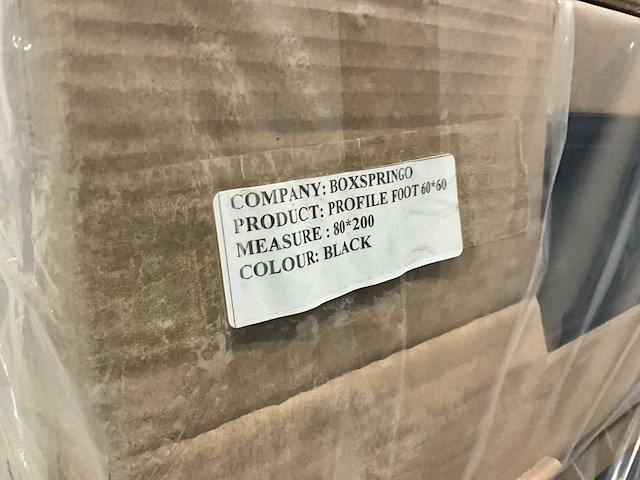 COMPANY: BOXSPRINGO
PRODUCT: PROFILE FOOT 60*60
MEASURE : 80*200
COLOUR: BLACK